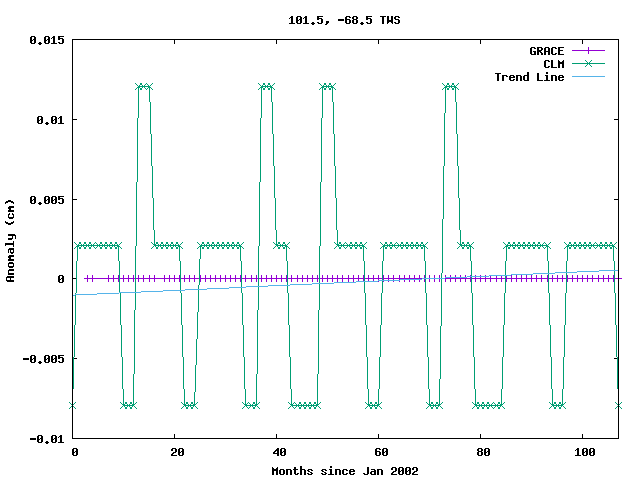 101.5, -68.5 TWS
GRACE
CLM
Trend Line
0.015
0.01
0.005
0
-0.005
-0.01
Anomaly (cm)
0 20 40 60 80 100
Months since Jan 2002